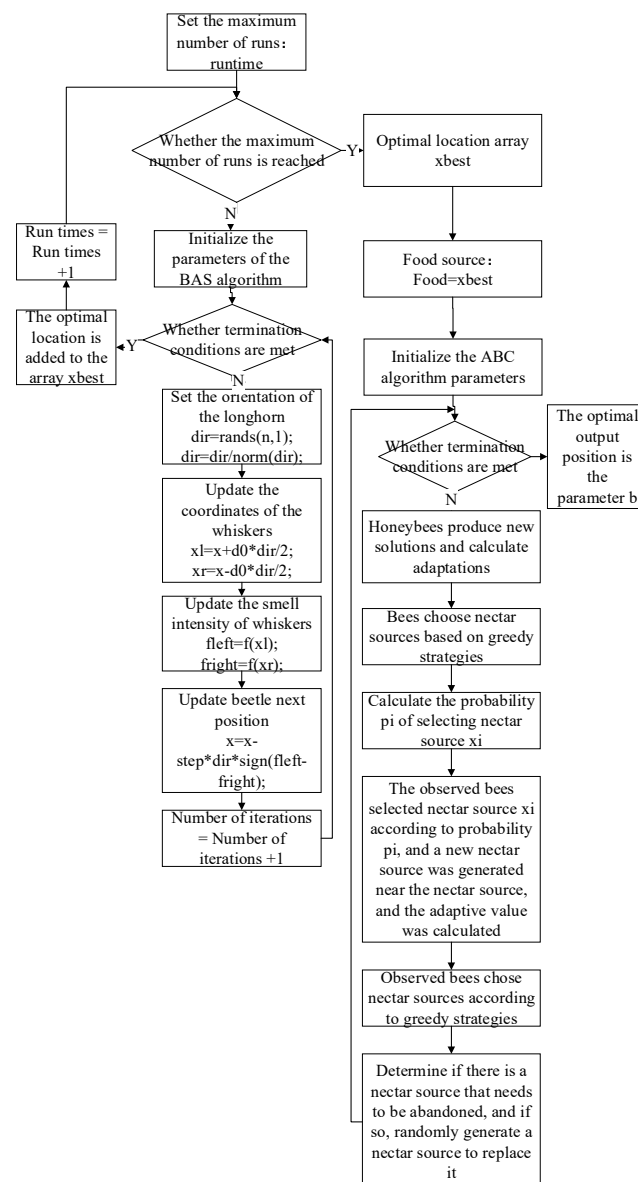 Set the maximum
number of runs：
runtime
Whether the maximum
number of runs is reached
Y
N
Optimal location array
xbest
Run times =
Run times
+1
Initialize the
parameters of the
BAS algorithm
Food source：
Food=xbest
The optimal
location is
added to the
array xbest
Y
Whether termination
conditions are met
N
Initialize the ABC
algorithm parameters
Set the orientation of
the longhorn
dir=rands(n,1);
dir=dir/norm(dir);
Whether termination
conditions are met
N
The optimal
output
position is
the
parameter b
Update the
coordinates of the
whiskers
xl=x+d0*dir/2;
xr=x-d0*dir/2;
Honeybees produce new
solutions and calculate
adaptations
Update the smell
intensity of whiskers
fleft=f(xl);
fright=f(xr);
Bees choose nectar
sources based on greedy
strategies
Update beetle next
position
x=x-
step*dir*sign(fleft-
fright);
Calculate the probability
pi of selecting nectar
source xi
Number of iterations
= Number of
iterations +1
The observed bees
selected nectar source xi
according to probability
pi, and a new nectar
source was generated
near the nectar source,
and the adaptive value
was calculated
Observed bees chose
nectar sources according
to greedy strategies
Determine if there is a
nectar source that needs
to be abandoned, and if
so, randomly generate a
nectar source to replace
it